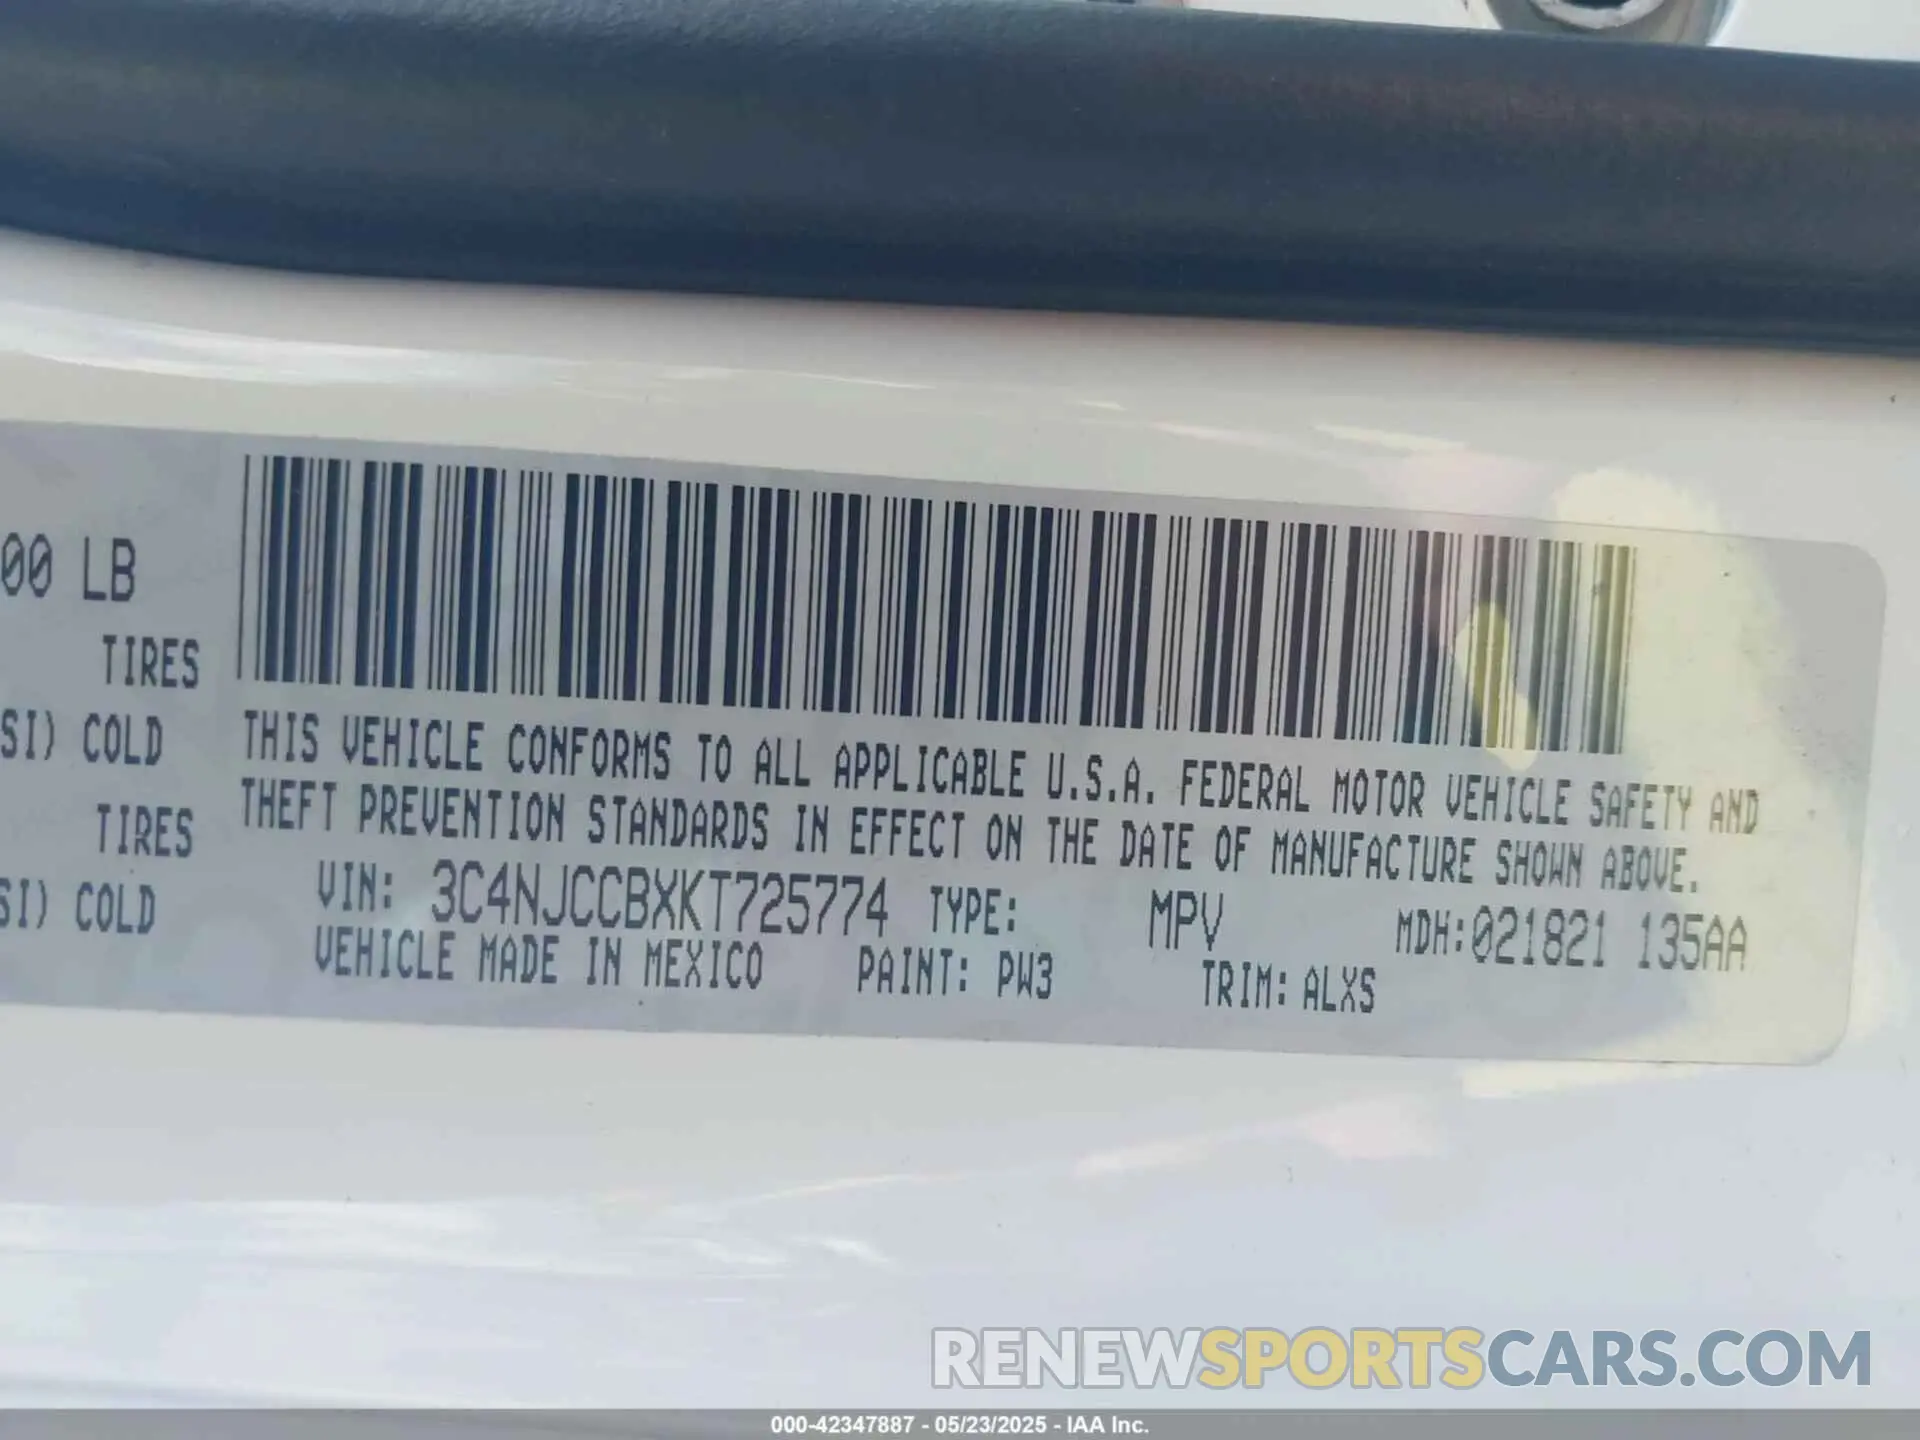 00 LB
TIRES
SI) COLD
TIRES
SI) COLD
THIS VEHICLE CONFORMS TO ALL APPLICABLE U.S.A. FEDERAL MOTOR VEHICLE SAFETY AND
THEFT PREVENTION STANDARDS IN EFFECT ON THE DATE OF MANUFACTURE SHOWN ABOVE.
VIN: 3C4NJCCBXKT725774 TYPE: MPV MDH:021821 135AA
VEHICLE MADE IN MEXICO PAINT: PW3 TRIM: ALXS
RENEWSPORTSCARS.COM
000-42347887 - 05/23/2025 - IAA Inc.